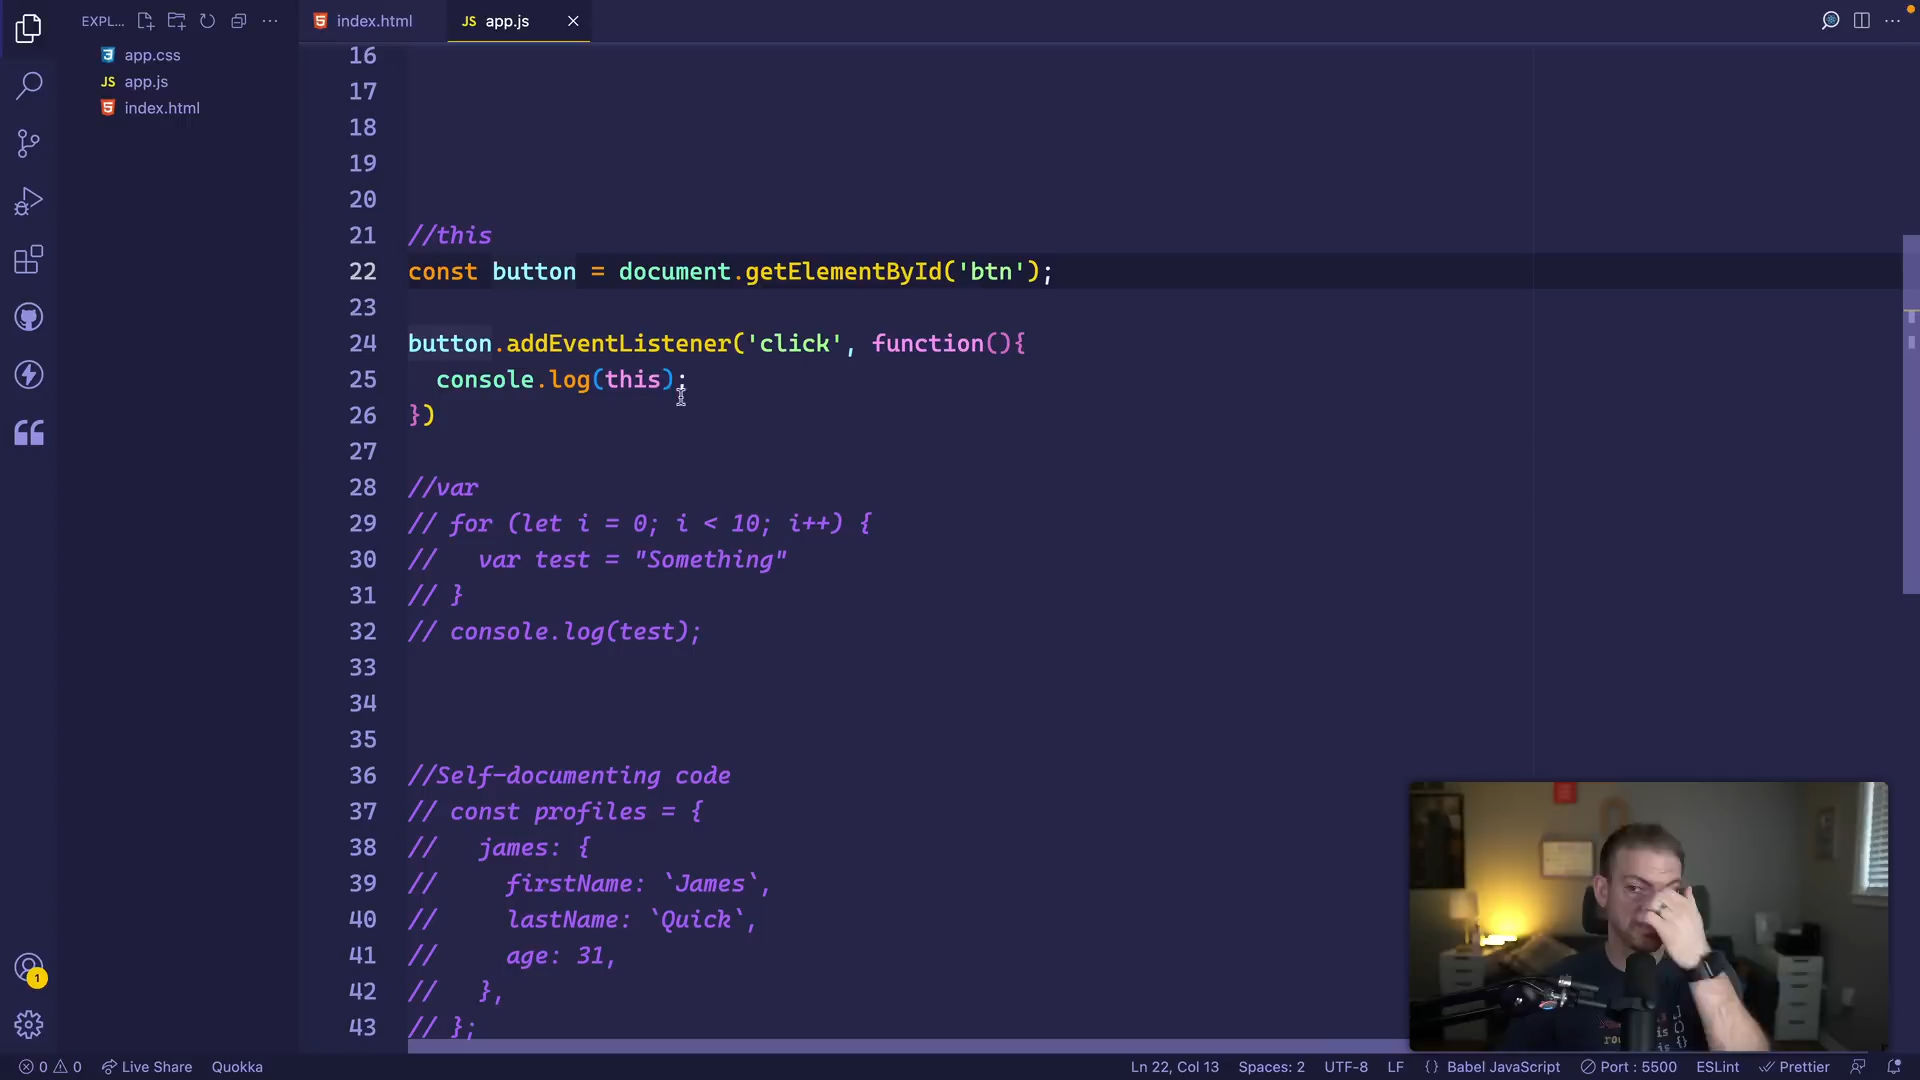 EXPL...
index.html
JS app.js
app.css
JS app.js
index.html
16
17
18
19
20
21 //this
22 const button = document.getElementById('btn');
23
24 button.addEventListener('click', function(){
25 console.log(this);
26 })
27
28 //var
29 // for (let i = 0; i < 10; i++) {
30 // var test = "Something"
31 // }
32 // console.log(test);
33
34
35
36 //Self-documenting code
37 // const profiles = {
38 // james: {
39 // firstName: `James`,
40 // lastName: `Quick`,
41 // age: 31,
42 // },
43 // };
1
0 0 Live Share Quokka
Ln 22, Col 13 Spaces: 2 UTF-8 LF {} Babel JavaScript Port : 5500 ESLint Prettier